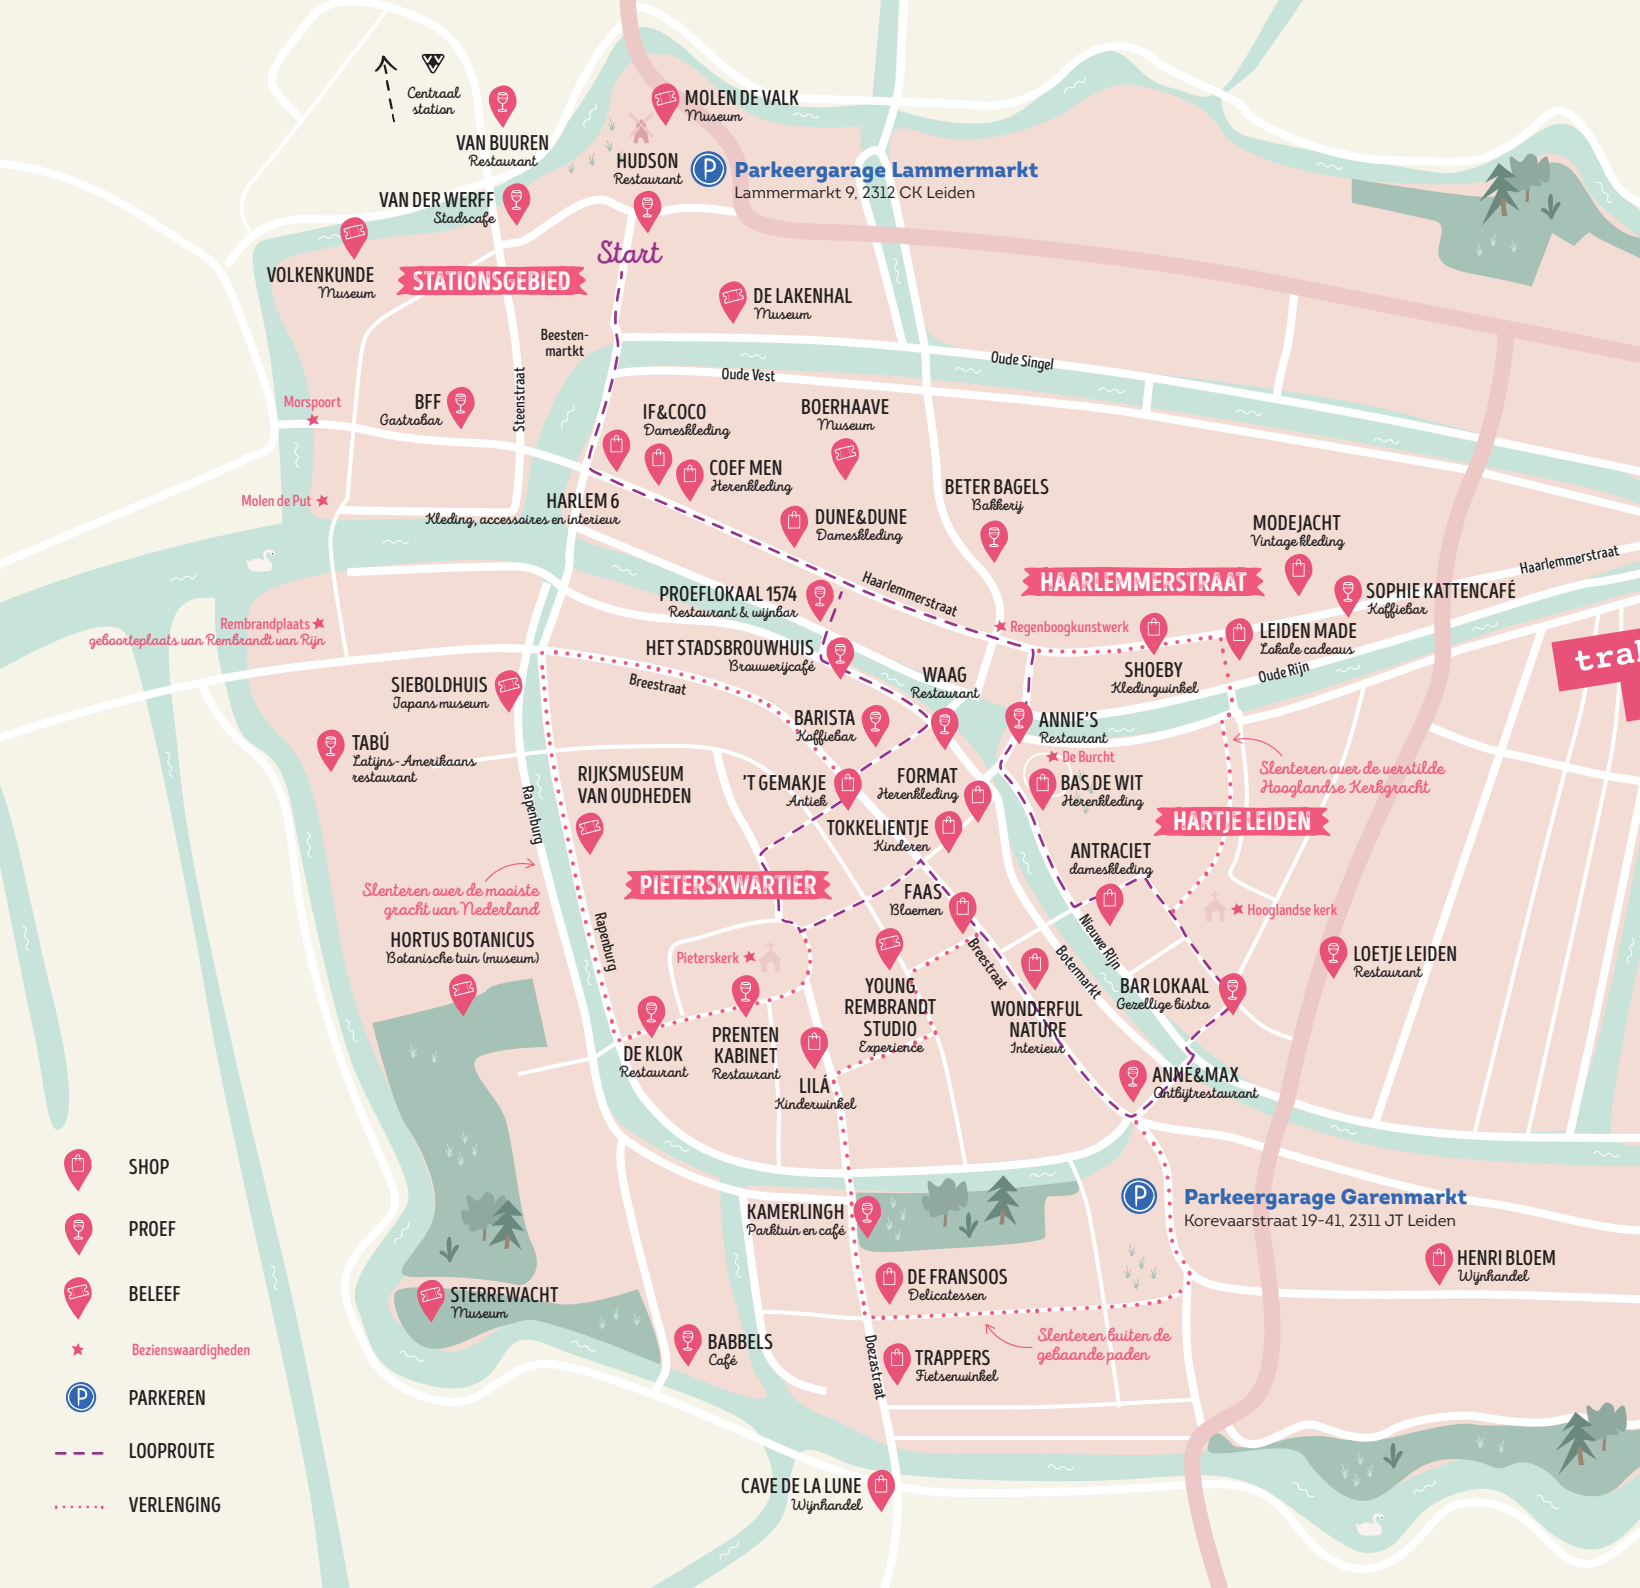 Centraal
station
VAN BUUREN
Restaurant
MOLEN DE VALK
Museum
HUDSON
Restaurant
P
Parkeergarage Lammermarkt
Lammermarkt 9, 2312 CK Leiden
VAN DER WERFF
Stadscafe
VOLKENKUNDE
Museum
STATIONSGEBIED
Start
DE LAKENHAL
Museum
Beesten-
martkt
Oude Singel
Oude Vest
Steenstraat
Morspoort
BFF
Gastrobar
IF&COCO
Dameskleding
BOERHAAVE
Museum
COEF MEN
Herenkleding
BETER BAGELS
Bakkerij
Molen de Put
HARLEM 6
Kleding, accessoires en interieur
DUNE&DUNE
Dameskleding
MODEJACHT
Vintage kleding
Haarlemmerstraat
HAARLEMMERSTRAAT
SOPHIE KATTENCAFÉ
Koffiebar
PROEFLOKAAL 1574
Restaurant & wijnbar
Haarlemmerstraat
Rembrandplaats
geboorteplaats van Rembrandt van Rijn
Regenboogkunstwerk
LEIDEN MADE
Lokale cadeaus
HET STADSBROUWHUIS
Brouwerijcafé
SHOEBY
Kledingwinkel
Oude Rijn
tra
WAAG
Restaurant
SIEBOLDHUIS
Japans museum
Breestraat
BARISTA
Koffiebar
ANNIE'S
Restaurant
TABÚ
Latijns-Amerikaans
restaurant
De Burcht
Slenteren over de verstilde
Hooglandse Kerkgracht
RIJKSMUSEUM
VAN OUDHEDEN
'T GEMAKJE
Antiek
FORMAT
Herenkleding
BAS DE WIT
Herenkleding
Rapenburg
TOKKELIENTJE
Kinderen
HARTJE LEIDEN
ANTRACIET
dameskleding
Slenteren over de mooiste
gracht van Nederland
PIETERSKWARTIER
FAAS
Bloemen
Hooglandse kerk
Rapenburg
HORTUS BOTANICUS
Botanische tuin (museum)
Pieterskerk
Breestraat
Nieuwe Rijn
Botermarkt
LOETJE LEIDEN
Restaurant
YOUNG
REMBRANDT
STUDIO
Experience
BAR LOKAAL
Gezellige bistro
WONDERFUL
NATURE
Interieur
DE KLOK
Restaurant
PRENTEN
KABINET
Restaurant
LILÁ
Kinderwinkel
ANNE&MAX
Ontbijtrestaurant
SHOP
PROEF
BELEEF
Bezienswaardigheden
P
PARKEREN
LOOPROUTE
VERLENGING
P
Parkeergarage Garenmarkt
Korevaarstraat 19-41, 2311 JT Leiden
KAMERLINGH
Parktuin en café
HENRI BLOEM
Wijnhandel
DE FRANSOOS
Delicatessen
STERREWACHT
Museum
BABBELS
Café
Doezastraat
Slenteren buiten de
gebaande paden
TRAPPERS
Fietsenwinkel
CAVE DE LA LUNE
Wijnhandel